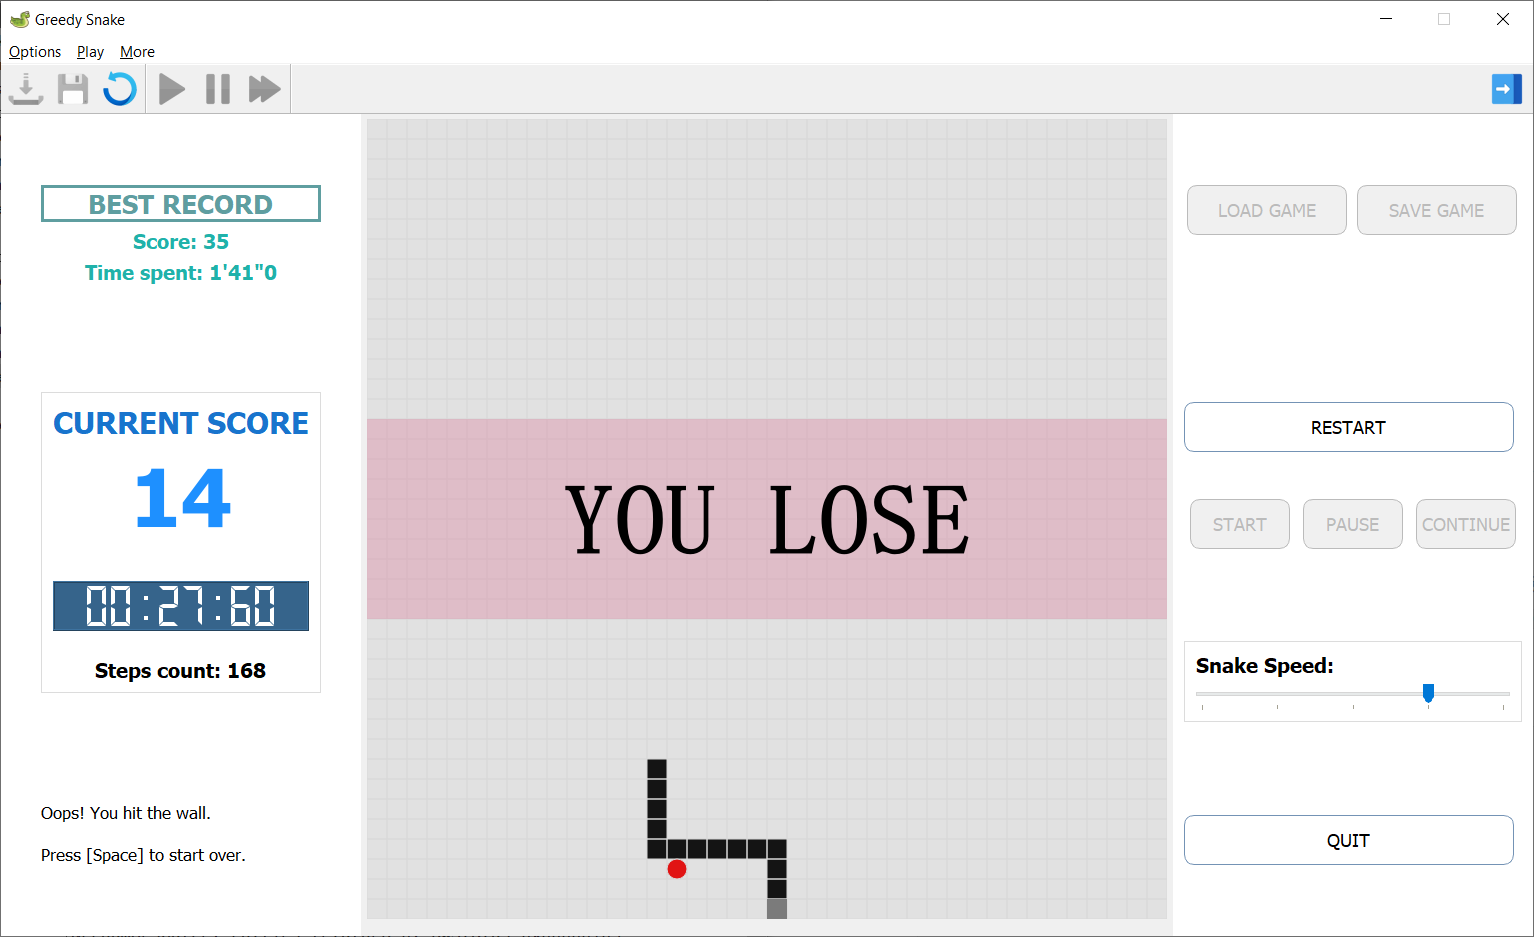 Greedy Snake
Options Play More
BEST RECORD
Score: 35
Time spent: 1'41"0
CURRENT SCORE
14
00:27:60
Steps count: 168
Oops! You hit the wall.
Press [Space] to start over.
YOU LOSE
LOAD GAME SAVE GAME
RESTART
START PAUSE CONTINUE
Snake Speed:
QUIT